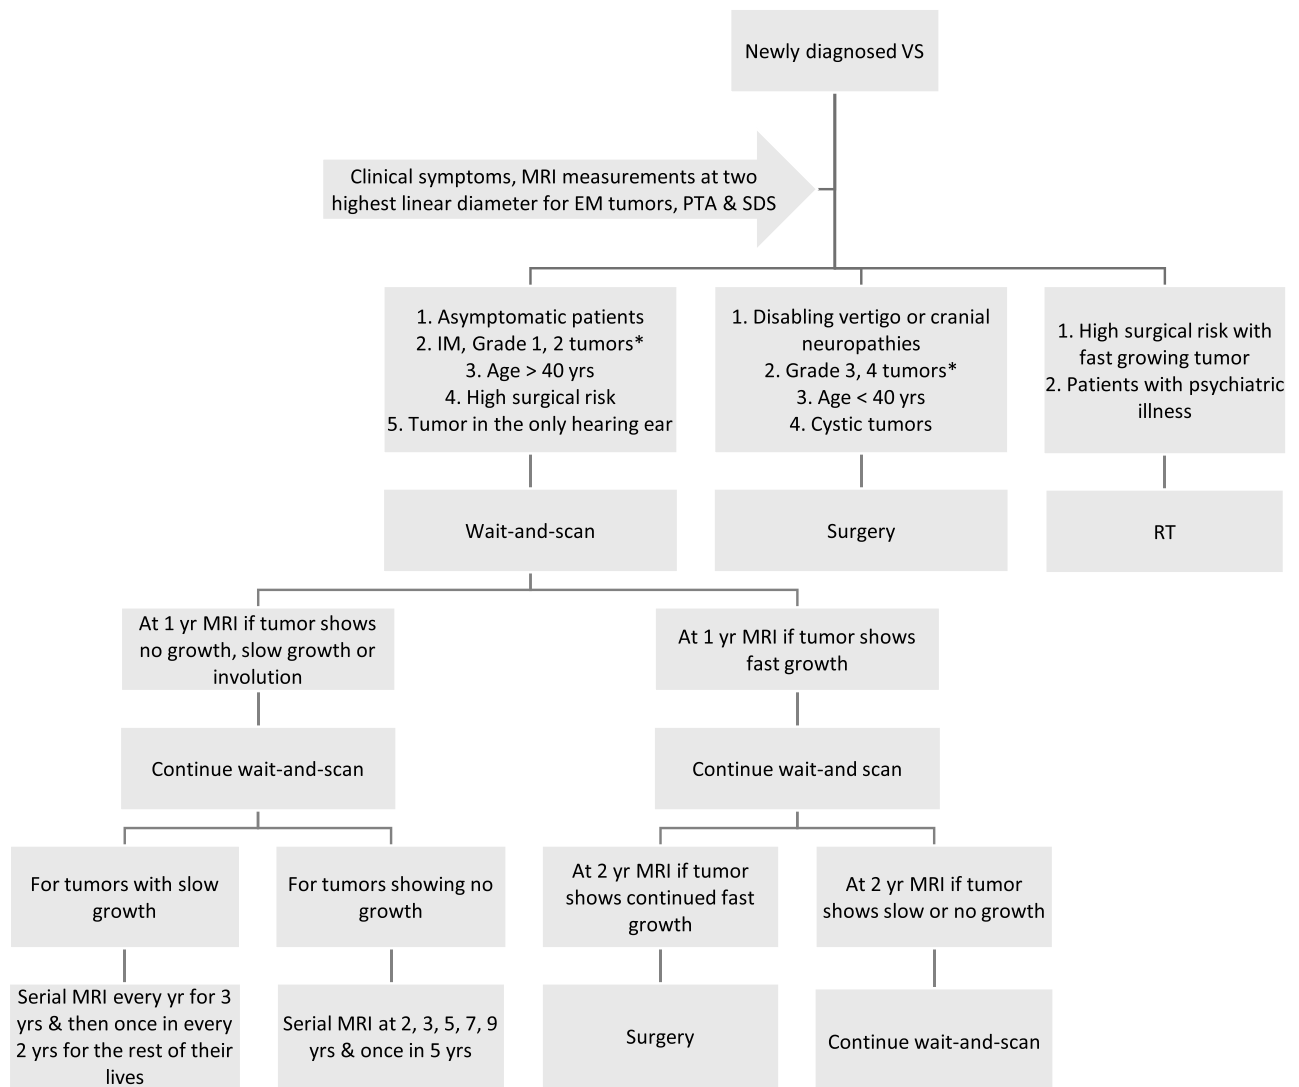 Newly diagnosed VS
Clinical symptoms, MRI measurements at two
highest linear diameter for EM tumors, PTA & SDS
1. Asymptomatic patients
2. IM, Grade 1, 2 tumors*
3. Age > 40 yrs
4. High surgical risk
5. Tumor in the only hearing ear
1. Disabling vertigo or cranial
neuropathies
2. Grade 3, 4 tumors*
3. Age < 40 yrs
4. Cystic tumors
1. High surgical risk with
fast growing tumor
2. Patients with psychiatric
illness
Wait-and-scan
Surgery
RT
At 1 yr MRI if tumor shows
no growth, slow growth or
involution
At 1 yr MRI if tumor shows
fast growth
Continue wait-and-scan
Continue wait-and scan
For tumors with slow
growth
For tumors showing no
growth
At 2 yr MRI if tumor
shows continued fast
growth
At 2 yr MRI if tumor
shows slow or no growth
Serial MRI every yr for 3
yrs & then once in every
2 yrs for the rest of their
lives
Serial MRI at 2, 3, 5, 7, 9
yrs & once in 5 yrs
Surgery
Continue wait-and-scan